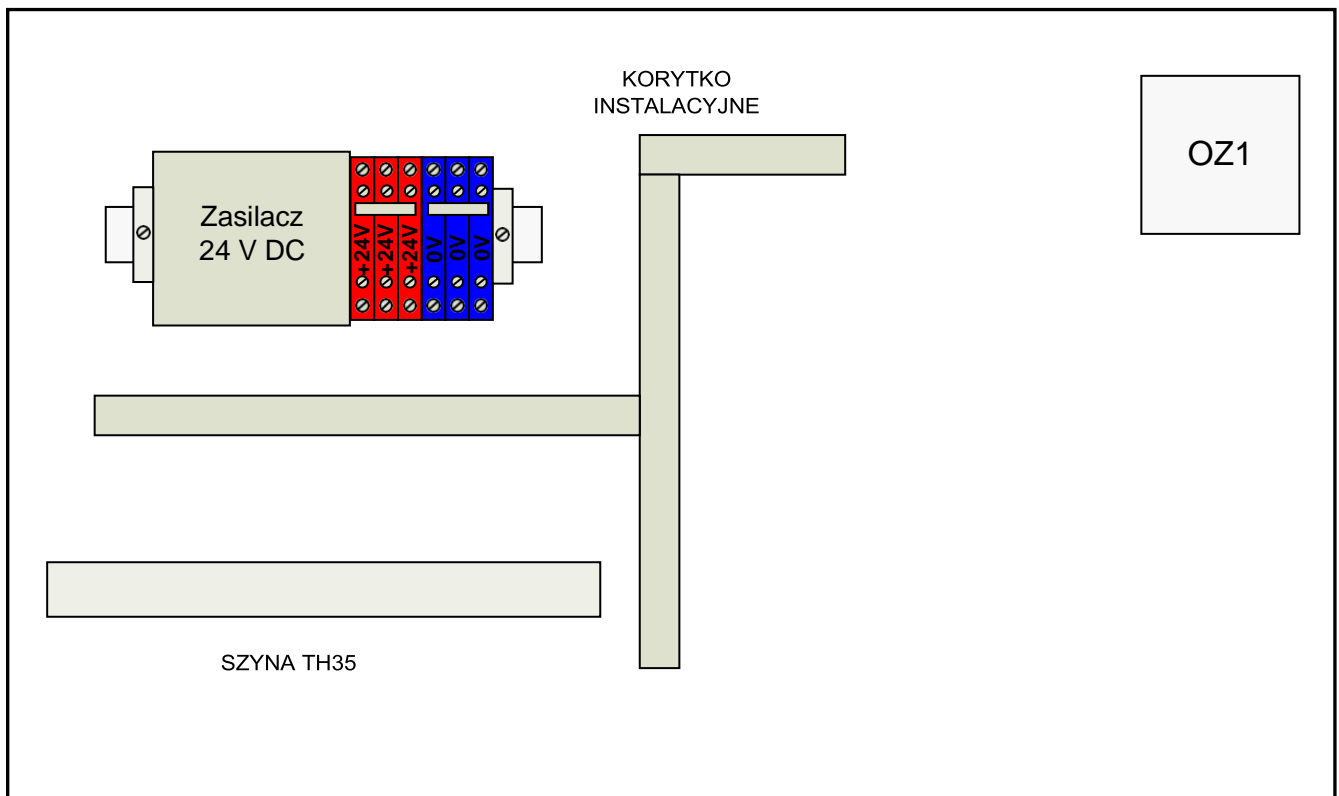 KORYTKO
INSTALACYJNE
OZ1
Zasilacz
24 V DC
+24V
+24V
+24V
0V
0V
0V
SZYNA TH35